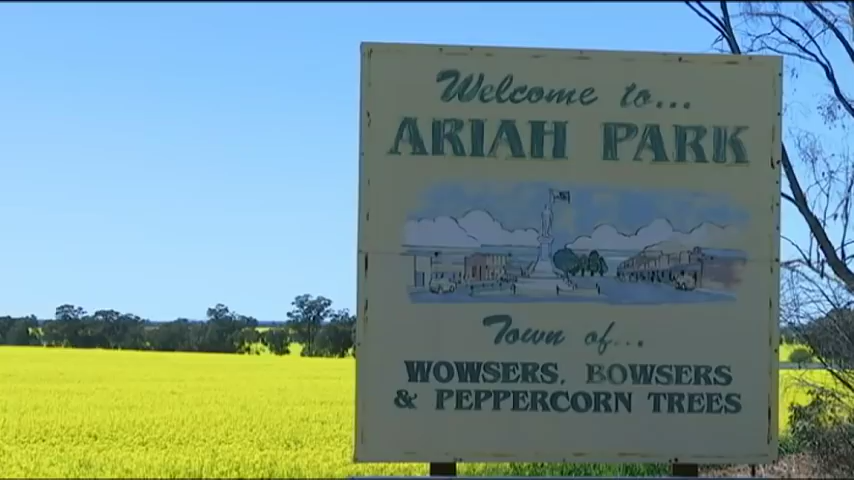 Welcome to...
ARIAH PARK
Town of...
WOWSERS, BOWSERS
& PEPPERCORN TREES